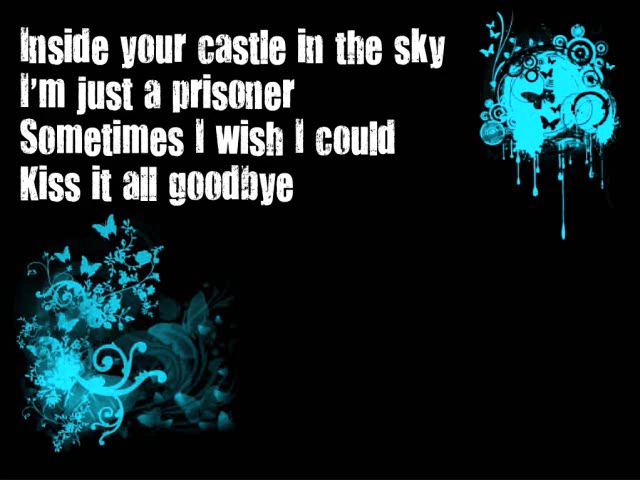 Inside your castle in the sky
I'm just a prisoner
Sometimes I wish I could
Kiss it all goodbye